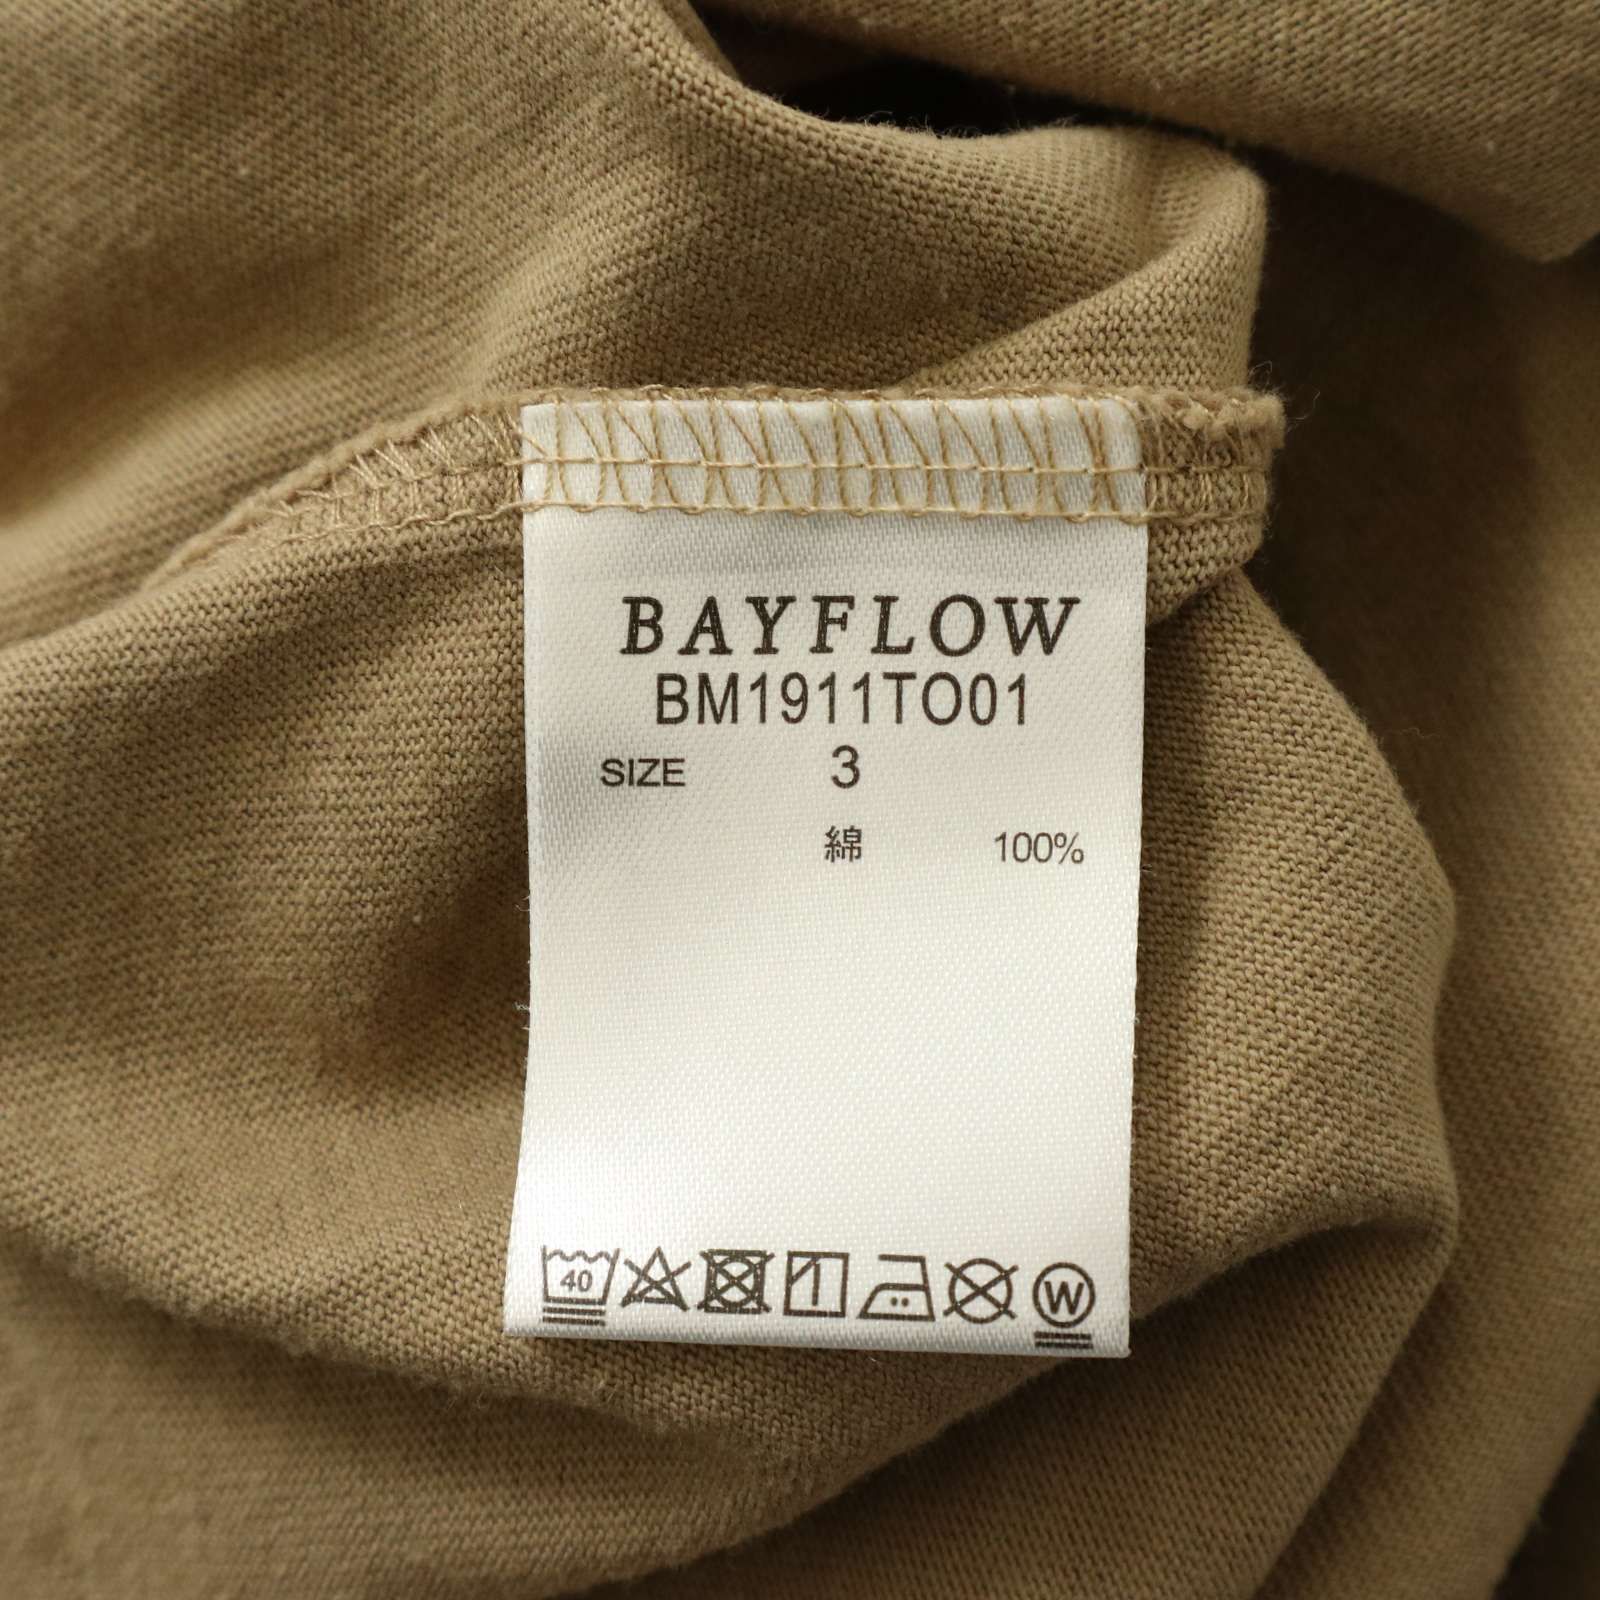 BAYFLOW
BM1911TO01
SIZE 3
綿 100%
40 W